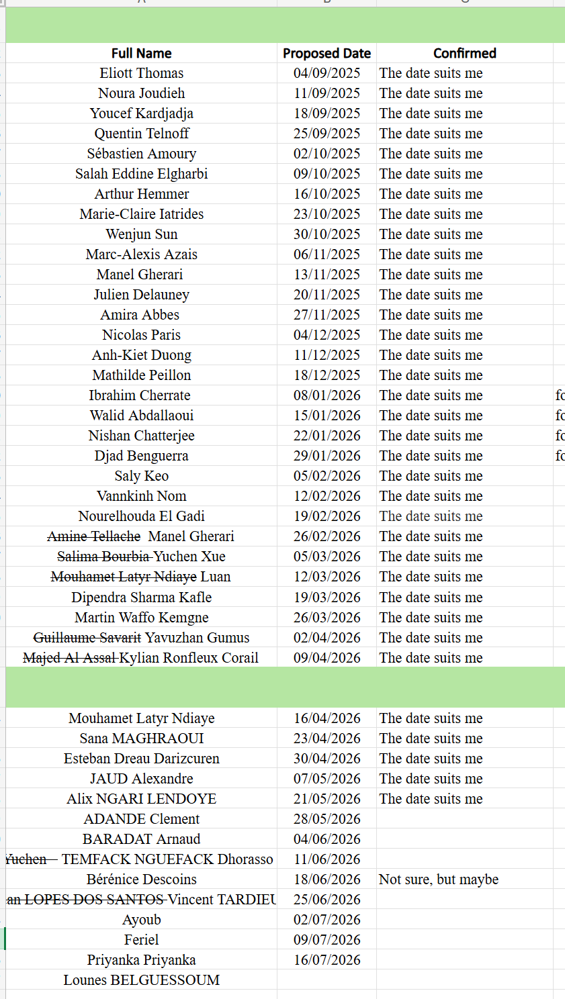 Full Name Proposed Date Confirmed
Eliott Thomas 04/09/2025 The date suits me
Noura Joudieh 11/09/2025 The date suits me
Youcef Kardjadja 18/09/2025 The date suits me
Quentin Telnoff 25/09/2025 The date suits me
Sébastien Amoury 02/10/2025 The date suits me
Salah Eddine Elgharbi 09/10/2025 The date suits me
Arthur Hemmer 16/10/2025 The date suits me
Marie-Claire Iatrides 23/10/2025 The date suits me
Wenjun Sun 30/10/2025 The date suits me
Marc-Alexis Azais 06/11/2025 The date suits me
Manel Gherari 13/11/2025 The date suits me
Julien Delauney 20/11/2025 The date suits me
Amira Abbes 27/11/2025 The date suits me
Nicolas Paris 04/12/2025 The date suits me
Anh-Kiet Duong 11/12/2025 The date suits me
Mathilde Peillon 18/12/2025 The date suits me
Ibrahim Cherrate 08/01/2026 The date suits me
Walid Abdallaoui 15/01/2026 The date suits me
Nishan Chatterjee 22/01/2026 The date suits me
Djad Benguerra 29/01/2026 The date suits me
Saly Keo 05/02/2026 The date suits me
Vannkinh Nom 12/02/2026 The date suits me
Nourelhouda El Gadi 19/02/2026 The date suits me
Amine Tellache Manel Gherari 26/02/2026 The date suits me
Salima Bourbia Yuchen Xue 05/03/2026 The date suits me
Mouhamet Latyr Ndiaye Luan 12/03/2026 The date suits me
Dipendra Sharma Kafle 19/03/2026 The date suits me
Martin Waffo Kemgne 26/03/2026 The date suits me
Guillaume Savarit Yavuzhan Gumus 02/04/2026 The date suits me
Majed Al Assal Kylian Ronfleux Corail 09/04/2026 The date suits me
Mouhamet Latyr Ndiaye 16/04/2026 The date suits me
Sana MAGHRAOUI 23/04/2026 The date suits me
Esteban Dreau Darizcuren 30/04/2026 The date suits me
JAUD Alexandre 07/05/2026 The date suits me
Alix NGARI LENDOYE 21/05/2026 The date suits me
ADANDE Clement 28/05/2026
BARADAT Arnaud 04/06/2026
Yuchen TEMFACK NGUEFACK Dhorasso 11/06/2026
Bérénice Descoins 18/06/2026 Not sure, but maybe
LOPES DOS SANTOS Vincent TARDIEU 25/06/2026
Ayoub 02/07/2026
Feriel 09/07/2026
Priyanka Priyanka 16/07/2026
Lounes BELGUESSOUM